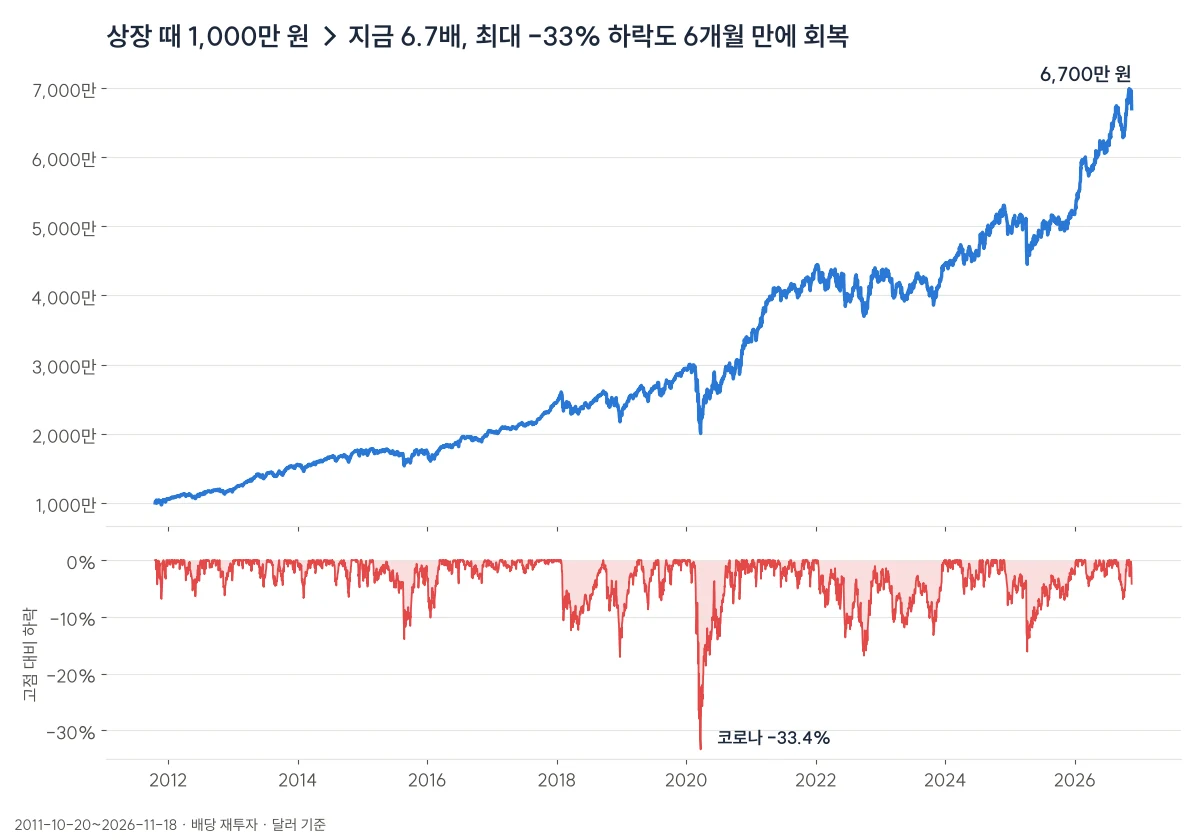 상장 때 1,000만 원 > 지금 6.7배, 최대 -33% 하락도 6개월 만에 회복
6,700만 원
7,000만
6,000만
5,000만
4,000만
3,000만
2,000만
1,000만
0%
-10%
-20%
-30%
고점 대비 하락
코로나 -33.4%
2012 2014 2016 2018 2020 2022 2024 2026
2011-10-20~2026-11-18 · 배당 재투자 · 달러 기준